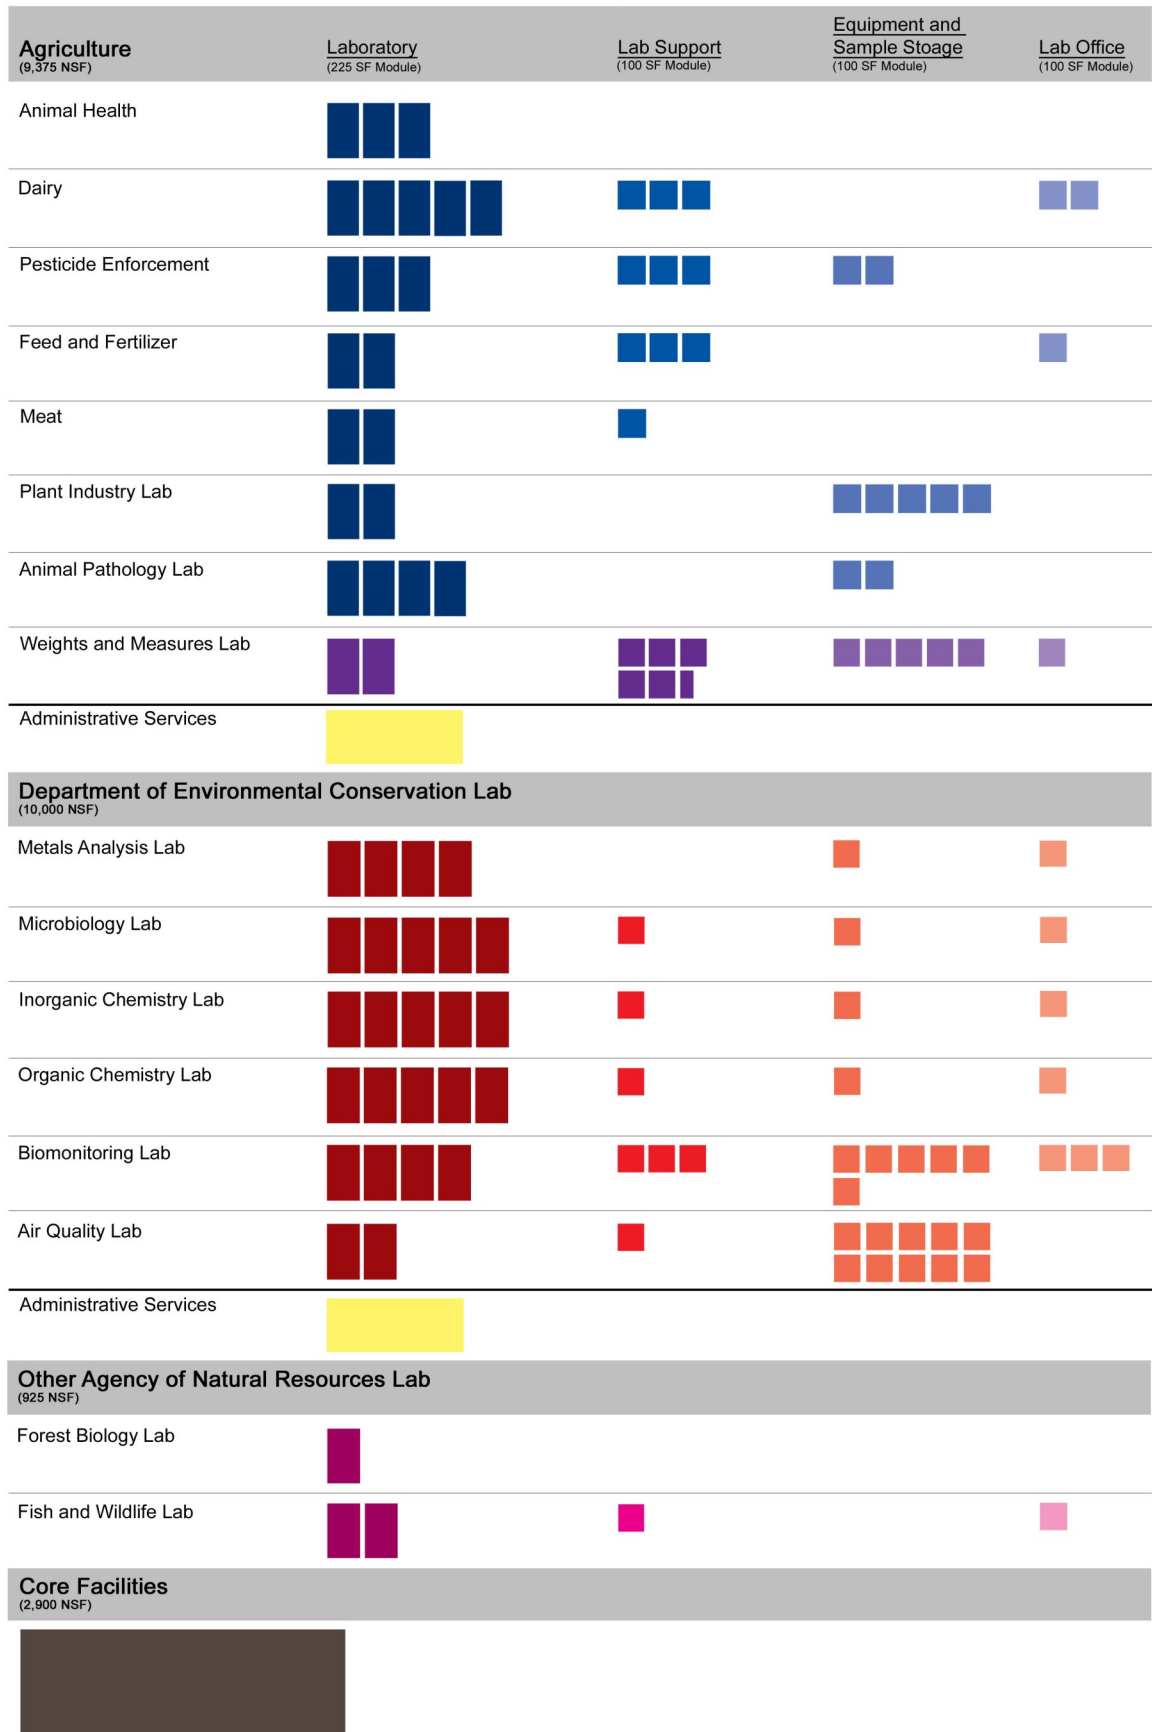 Agriculture
(9,375 NSF)
Laboratory
(225 SF Module)
Lab Support
(100 SF Module)
Equipment and
Sample Stoage
(100 SF Module)
Lab Office
(100 SF Module)
Animal Health
Dairy
Pesticide Enforcement
Feed and Fertilizer
Meat
Plant Industry Lab
Animal Pathology Lab
Weights and Measures Lab
Administrative Services
Department of Environmental Conservation Lab
(10,000 NSF)
Metals Analysis Lab
Microbiology Lab
Inorganic Chemistry Lab
Organic Chemistry Lab
Biomonitoring Lab
Air Quality Lab
Administrative Services
Other Agency of Natural Resources Lab
(925 NSF)
Forest Biology Lab
Fish and Wildlife Lab
Core Facilities
(2,900 NSF)